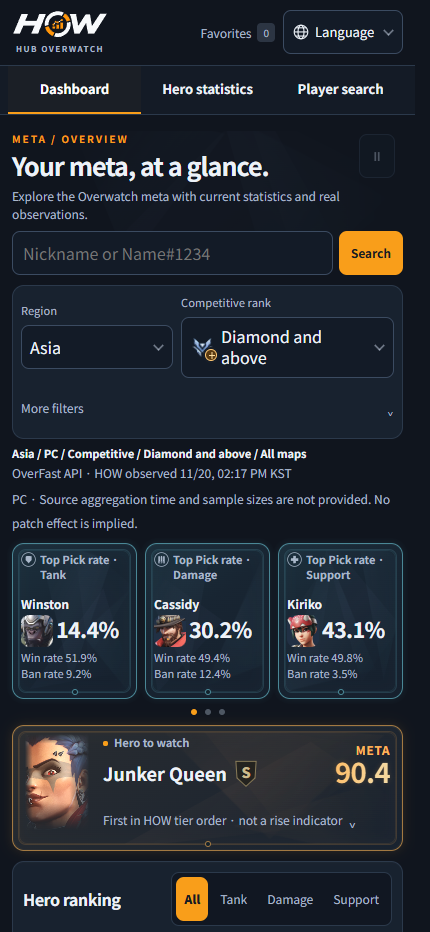 HOW
HUB OVERWATCH
Favorites 0
Language
Dashboard Hero statistics Player search
META / OVERVIEW
Your meta, at a glance.
Explore the Overwatch meta with current statistics and real
observations.
Nickname or Name#1234
Search
Region
Asia
Competitive rank
Diamond and
above
More filters
Asia / PC / Competitive / Diamond and above / All maps
OverFast API · HOW observed 11/20, 02:17 PM KST
PC · Source aggregation time and sample sizes are not provided. No
patch effect is implied.
Top Pick rate ·
Tank
Winston
14.4%
Win rate 51.9%
Ban rate 9.2%
Top Pick rate ·
Damage
Cassidy
30.2%
Win rate 49.4%
Ban rate 12.4%
Top Pick rate ·
Support
Kiriko
43.1%
Win rate 49.8%
Ban rate 3.5%
Hero to watch
Junker Queen S
META
90.4
First in HOW tier order · not a rise indicator
Hero ranking
All Tank Damage Support